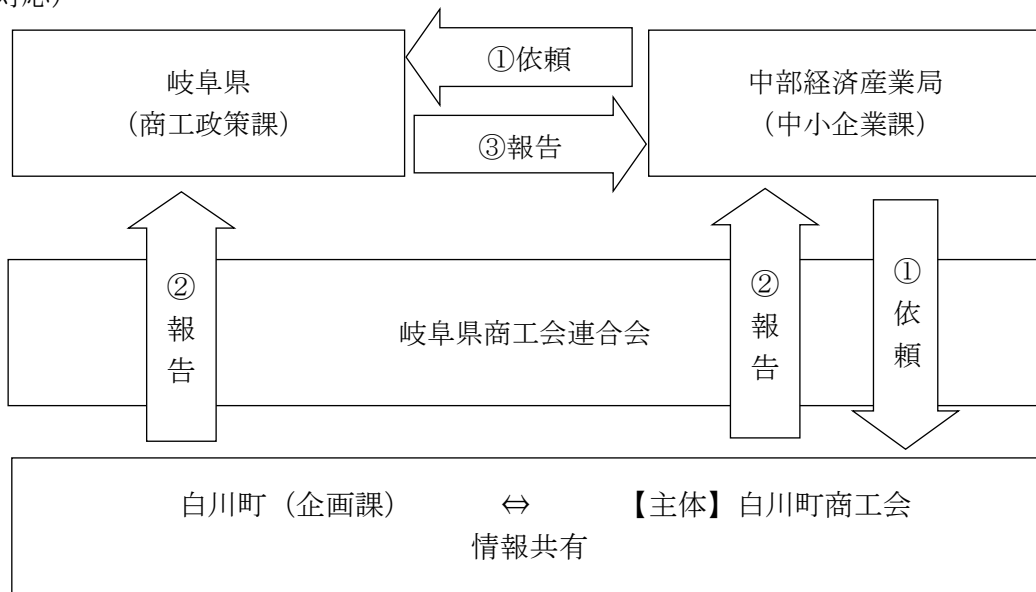 対応）
①依頼
岐阜県
（商工政策課）
中部経済産業局
（中小企業課）
③報告
②報告
岐阜県商工会連合会
②報告
①依頼
白川町（企画課）　⇔　【主体】白川町商工会
情報共有